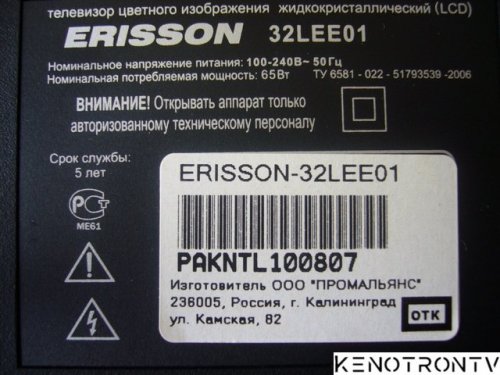 телевизор цветного изображения жидкокристаллический (LCD)
ERISSON 32LEE01
Номинальное напряжение питания: 100-240В~ 50Гц
Номинальная потребляемая мощность: 65Вт ТУ 6581 - 022 - 51793539 -2006
ВНИМАНИЕ! Открывать аппарат только
авторизованному техническому персоналу
Срок службы:
5 лет
РСТ
МЕ61
ERISSON-32LEE01
PAKNTL100807
Изготовитель ООО "ПРОМАЛЬЯНС"
236005, Россия, г. Калининград
ул. Камская, 82
ОТК
KENOTRONTV